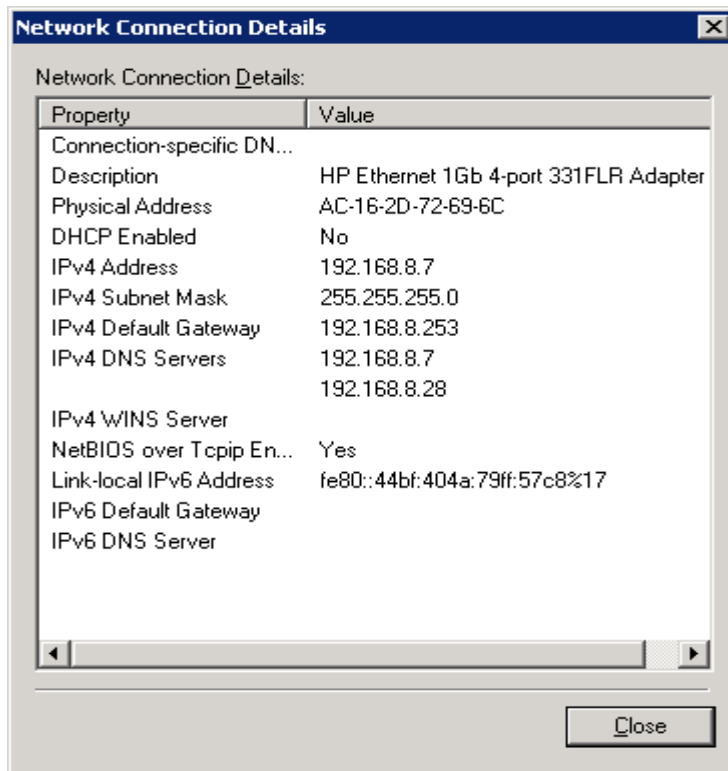 Network Connection Details
Network Connection Details:
Property Value
Connection-specific DN...
Description HP Ethernet 1Gb 4-port 331FLR Adapter
Physical Address AC-16-2D-72-69-6C
DHCP Enabled No
IPv4 Address 192.168.8.7
IPv4 Subnet Mask 255.255.255.0
IPv4 Default Gateway 192.168.8.253
IPv4 DNS Servers 192.168.8.7
192.168.8.28
IPv4 WINS Server
NetBIOS over Tcpip En... Yes
Link-local IPv6 Address fe80::44bf:404a:79ff:57c8%17
IPv6 Default Gateway
IPv6 DNS Server
Close